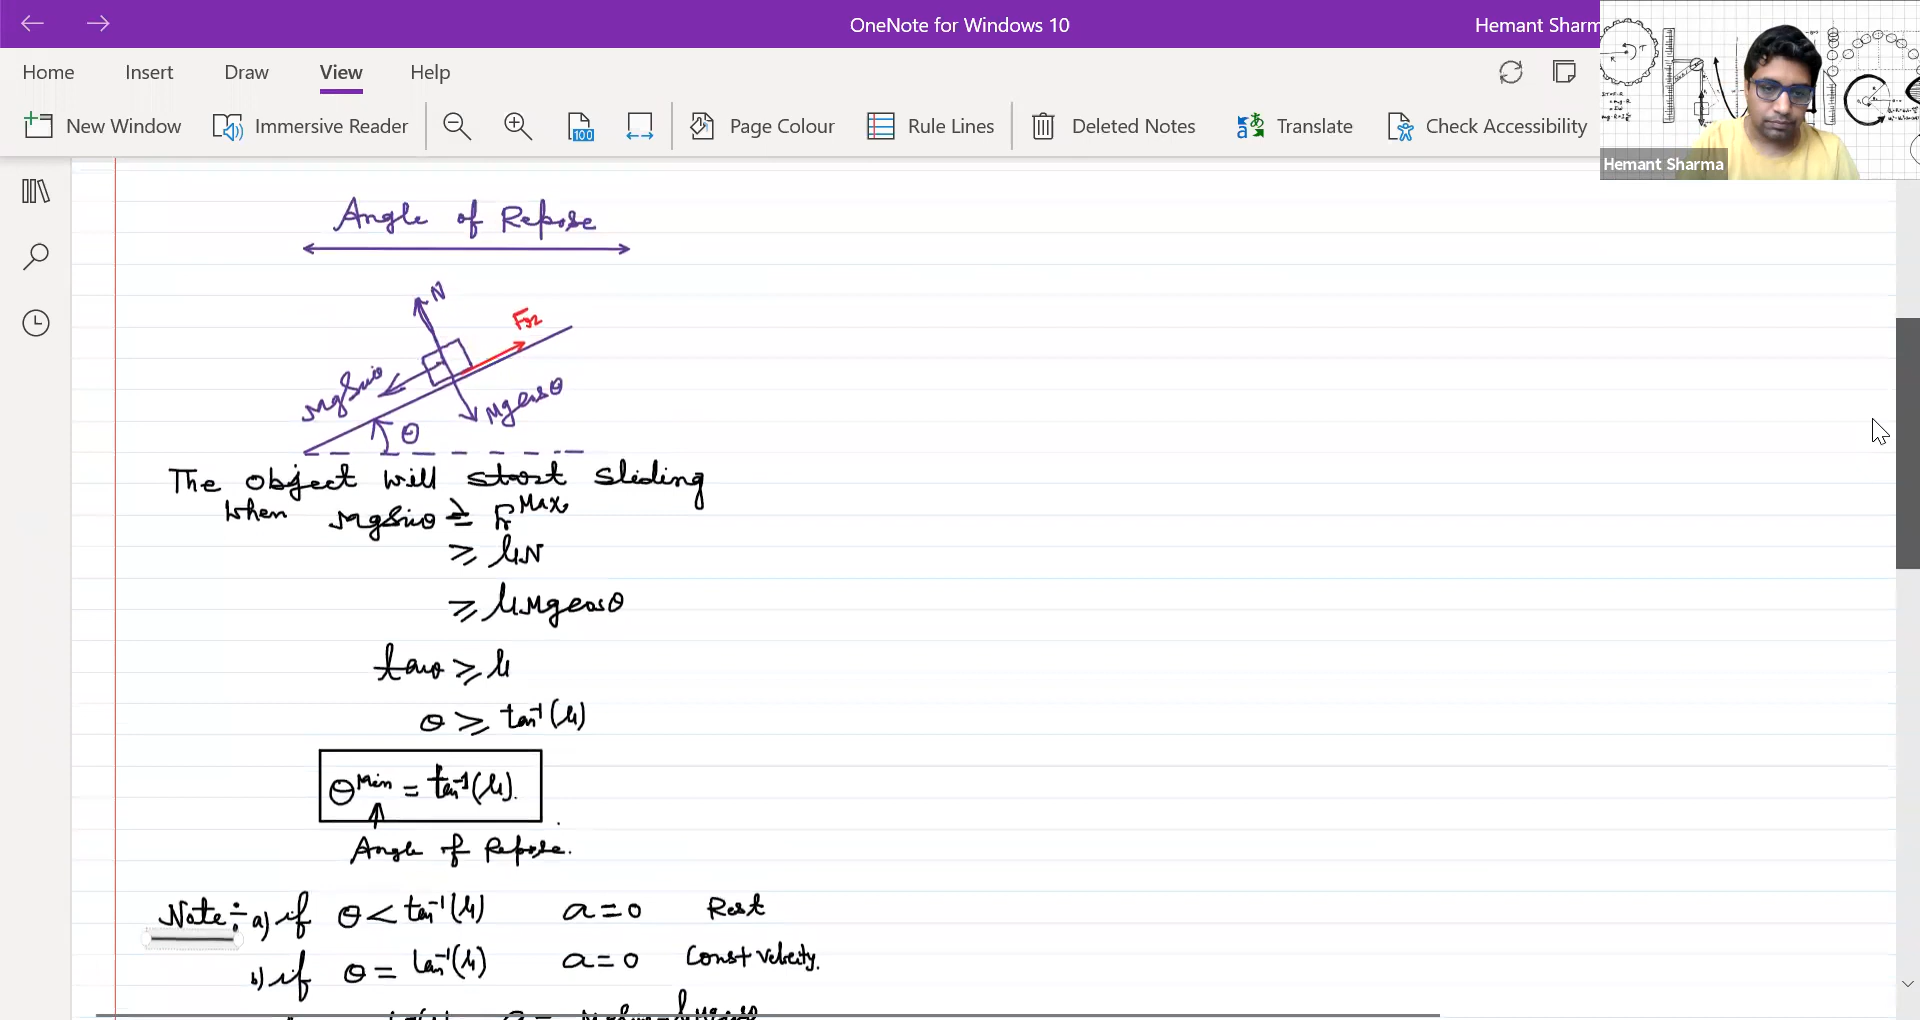 OneNote for Windows 10
Hemant Sharm
Home Insert Draw View Help
New Window Immersive Reader 100 Page Colour Rule Lines Deleted Notes Translate Check Accessibility
Hemant Sharma
Angle of Repose
N
Fr
Mg Sinθ
Mg cosθ
θ
The object will start sliding
when Mg Sinθ ≥ Fr^Max
≥ μN
≥ μMg cosθ
tanθ ≥ μ
θ ≥ tan⁻¹(μ)
θ^Min = tan⁻¹(μ).
Angle of Repose.
Note:- a) if θ < tan⁻¹(μ) a = 0 Rest
b) if θ = tan⁻¹(μ) a = 0 Const velocity.